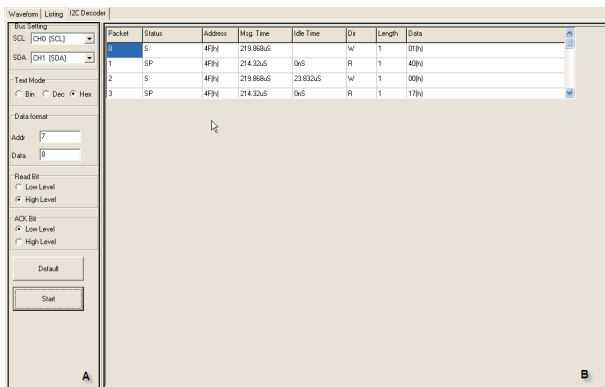 Waveform Listing I2C Decoder
Bus Setting
SCL CH0 [SCL]
SDA CH1 [SDA]
Text Mode
Bin Dec Hex
Data format
Addr 7
Data 8
Read Bit
Low Level
High Level
ACK Bit
Low Level
High Level
Default
Start
A
Packet Status Address Msg. Time Idle Time Dir Length Data
0 S 4F(h) 219.868uS W 1 01(h)
1 SP 4F(h) 214.32uS 0nS R 1 40(h)
2 S 4F(h) 219.868uS 23.832uS W 1 00(h)
3 SP 4F(h) 214.32uS 0nS R 1 17(h)
B